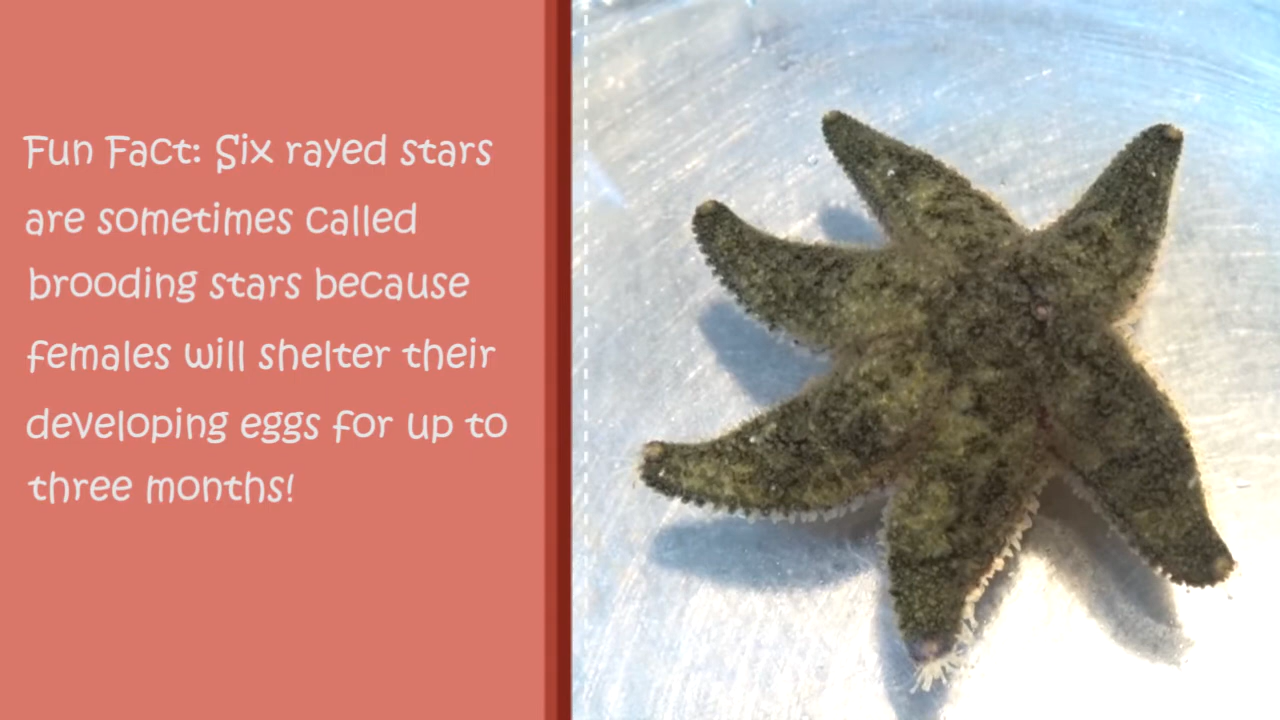 Fun Fact: Six rayed stars
are sometimes called
brooding stars because
females will shelter their
developing eggs for up to
three months!